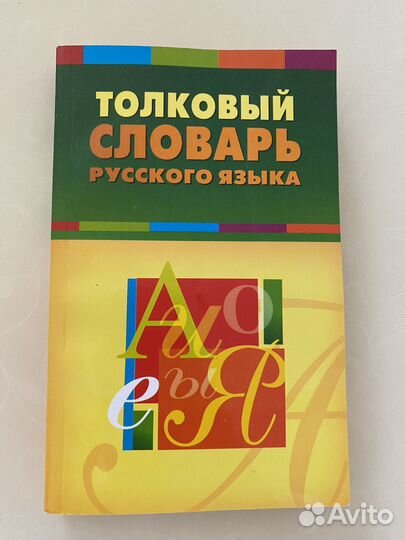 ТОЛКОВЫЙ
СЛОВАРЬ
РУССКОГО ЯЗЫКА
А и О
е ы Я
Avito